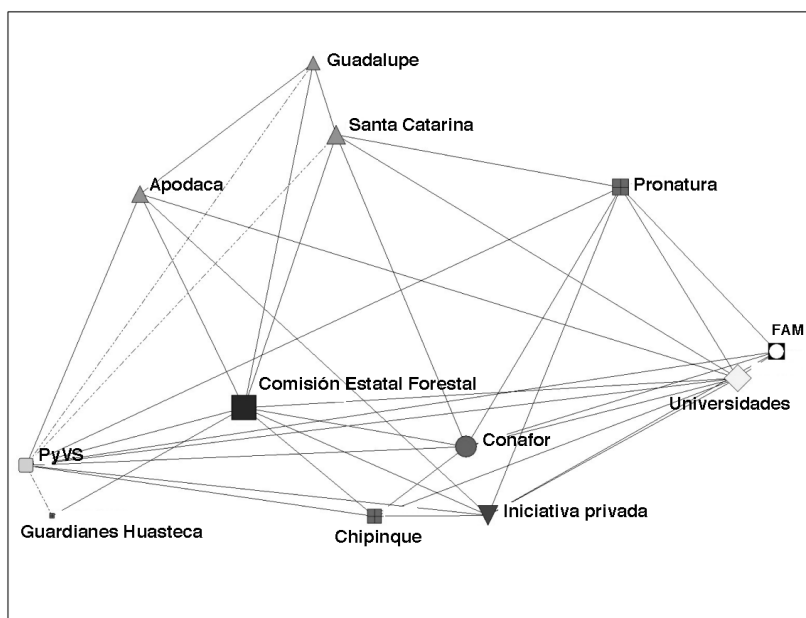 Guadalupe
Santa Catarina
Apodaca
Pronatura
FAM
Comisión Estatal Forestal
Universidades
Conafor
PyVS
Iniciativa privada
Guardianes Huasteca
Chipinque